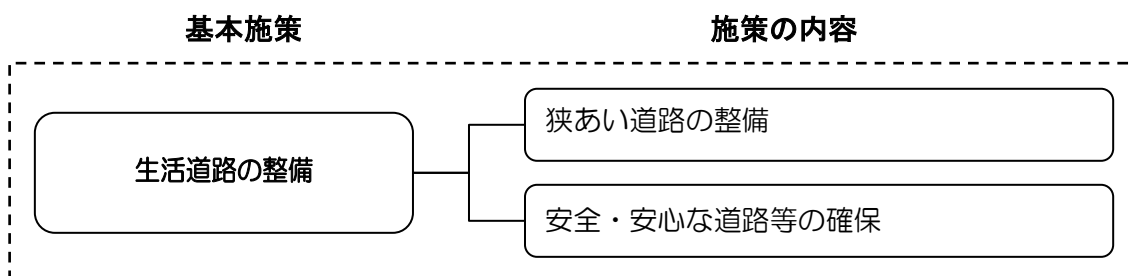 基本施策
施策の内容
生活道路の整備
狭あい道路の整備
安全・安心な道路等の確保